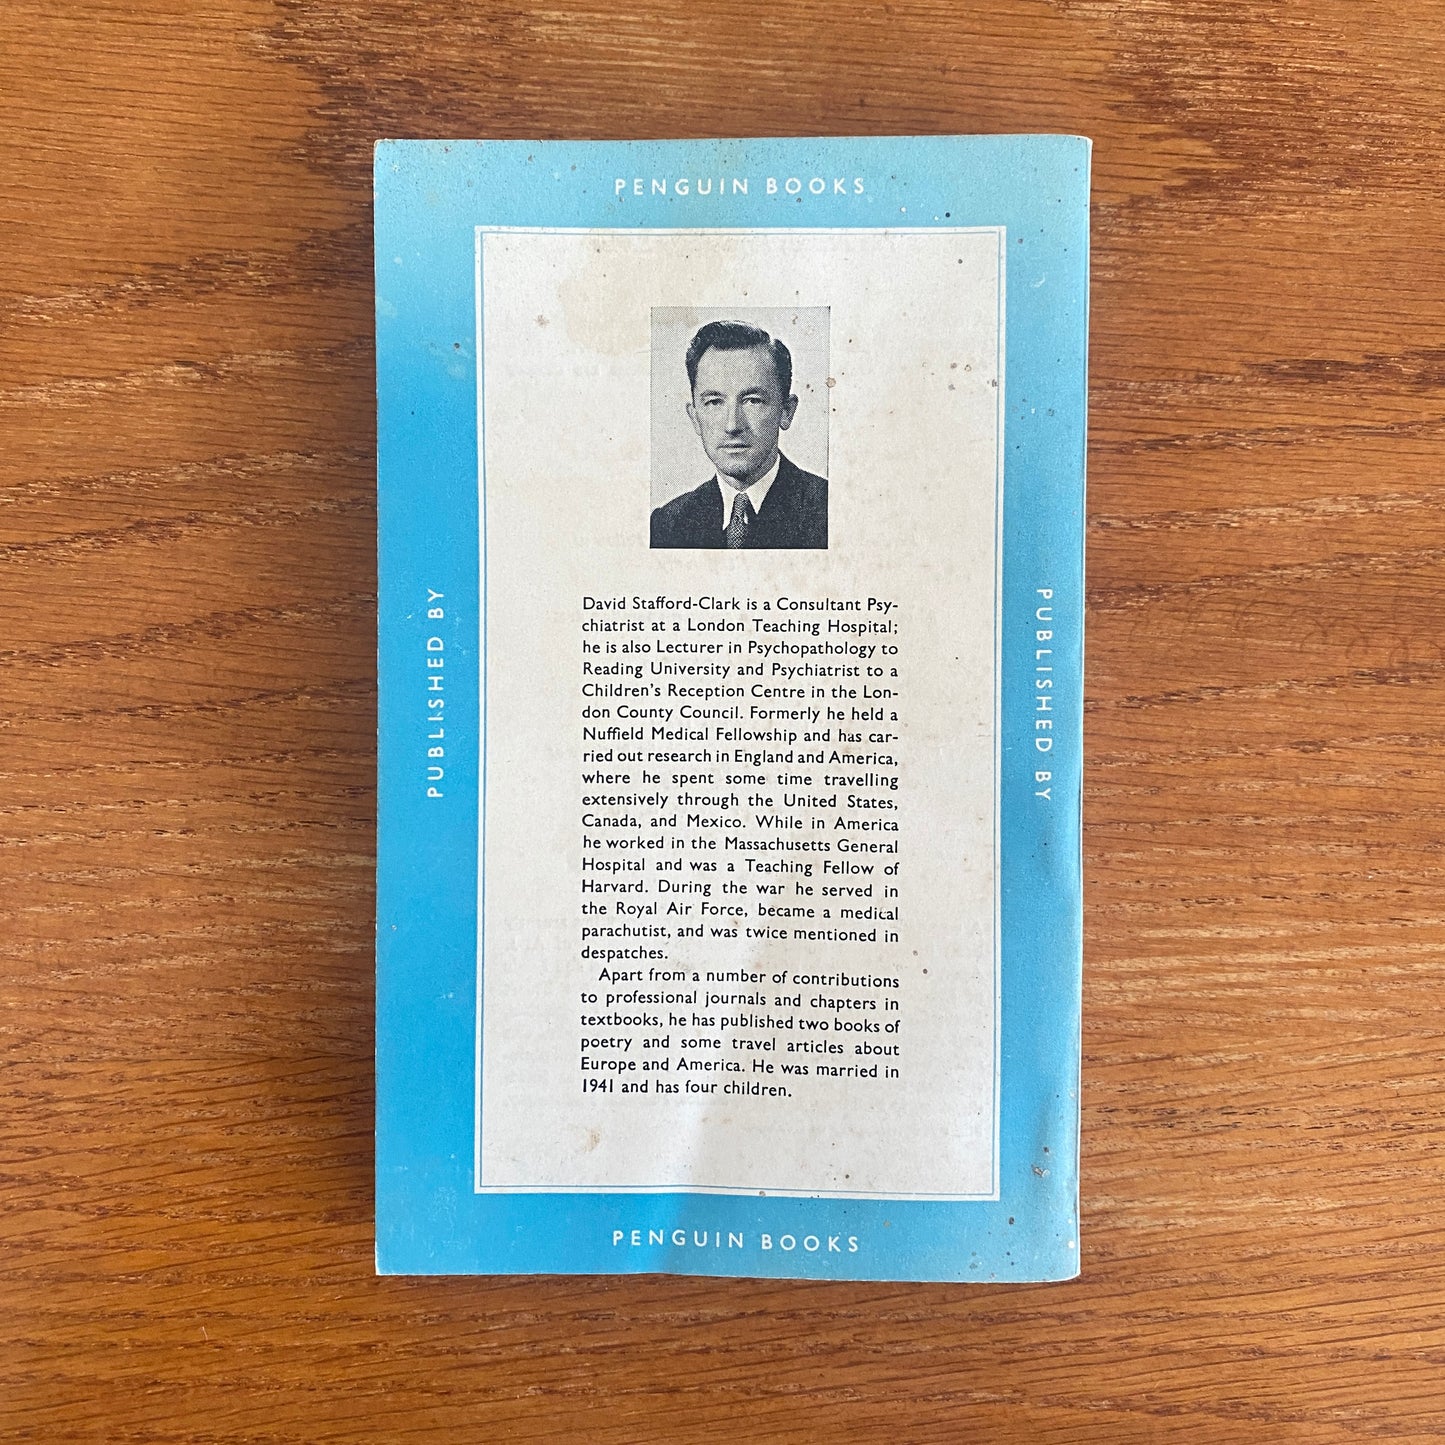 PENGUIN BOOKS
PUBLISHED BY
PUBLISHED BY
David Stafford-Clark is a Consultant Psy-
chiatrist at a London Teaching Hospital;
he is also Lecturer in Psychopathology to
Reading University and Psychiatrist to a
Children's Reception Centre in the Lon-
don County Council. Formerly he held a
Nuffield Medical Fellowship and has car-
ried out research in England and America,
where he spent some time travelling
extensively through the United States,
Canada, and Mexico. While in America
he worked in the Massachusetts General
Hospital and was a Teaching Fellow of
Harvard. During the war he served in
the Royal Air Force, became a medical
parachutist, and was twice mentioned in
despatches.
Apart from a number of contributions
to professional journals and chapters in
textbooks, he has published two books of
poetry and some travel articles about
Europe and America. He was married in
1941 and has four children.
PENGUIN BOOKS